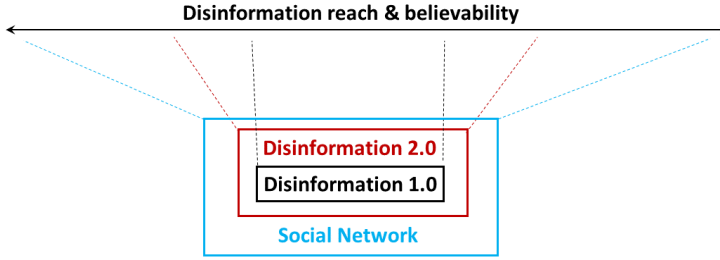 Disinformation reach & believability
Disinformation 2.0
Disinformation 1.0
Social Network